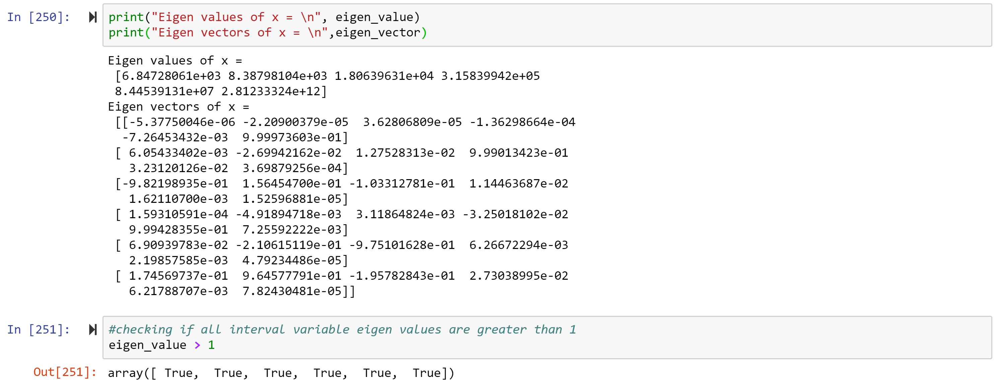 In [250]: print("Eigen values of x = \n", eigen_value)
print("Eigen vectors of x = \n",eigen_vector)
Eigen values of x =
[6.84728061e+03 8.38798104e+03 1.80639631e+04 3.15839942e+05
8.44539131e+07 2.81233324e+12]
Eigen vectors of x =
[[-5.37750046e-06 -2.20900379e-05  3.62806809e-05 -1.36298664e-04
-7.26453432e-03  9.99973603e-01]
[ 6.05433402e-03 -2.69942162e-02  1.27528313e-02  9.99013423e-01
3.23120126e-02  3.69879256e-04]
[-9.82198935e-01  1.56454700e-01 -1.03312781e-01  1.14463687e-02
1.62110700e-03  1.52596881e-05]
[ 1.59310591e-04 -4.91894718e-03  3.11864824e-03 -3.25018102e-02
9.99428355e-01  7.25592222e-03]
[ 6.90939783e-02 -2.10615119e-01 -9.75101628e-01  6.26672294e-03
2.19857585e-03  4.79234486e-05]
[ 1.74569737e-01  9.64577791e-01 -1.95782843e-01  2.73038995e-02
6.21788707e-03  7.82430481e-05]]
In [251]: #checking if all interval variable eigen values are greater than 1
eigen_value > 1
Out[251]: array([ True,  True,  True,  True,  True,  True])